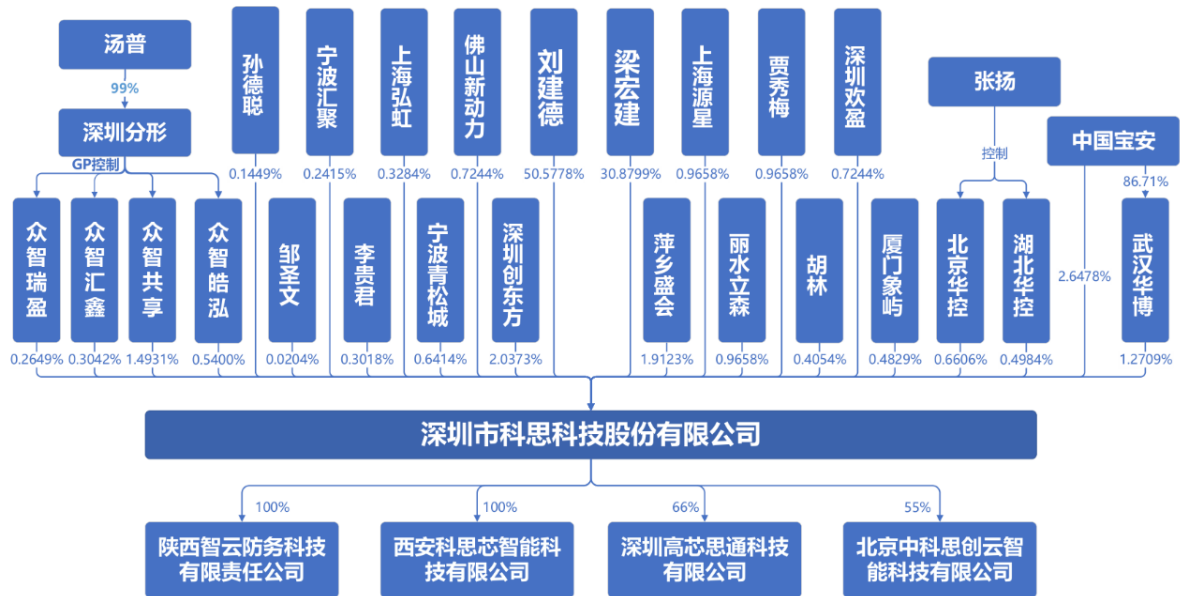 汤普
99%
深圳分形
GP控制
孙德聪
宁波汇聚
上海弘虹
佛山新动力
刘建德
梁宏建
上海源星
贾秀梅
深圳欢盈
张扬
控制
中国宝安
0.1449%
0.2415%
0.3284%
0.7244%
50.5778%
30.8799%
0.9658%
0.9658%
0.7244%
86.71%
众智瑞盈
众智汇鑫
众智共享
众智皓泓
邹圣文
李贵君
宁波青松城
深圳创东方
萍乡盛会
丽水立森
胡林
厦门象屿
北京华控
湖北华控
2.6478%
武汉华博
0.2649%
0.3042%
1.4931%
0.5400%
0.0204%
0.3018%
0.6414%
2.0373%
1.9123%
0.9658%
0.4054%
0.4829%
0.6606%
0.4984%
1.2709%
深圳市科思科技股份有限公司
100%
100%
66%
55%
陕西智云防务科技
有限责任公司
西安科思芯智能科
技有限公司
深圳高芯思通科技
有限公司
北京中科思创云智
能科技有限公司